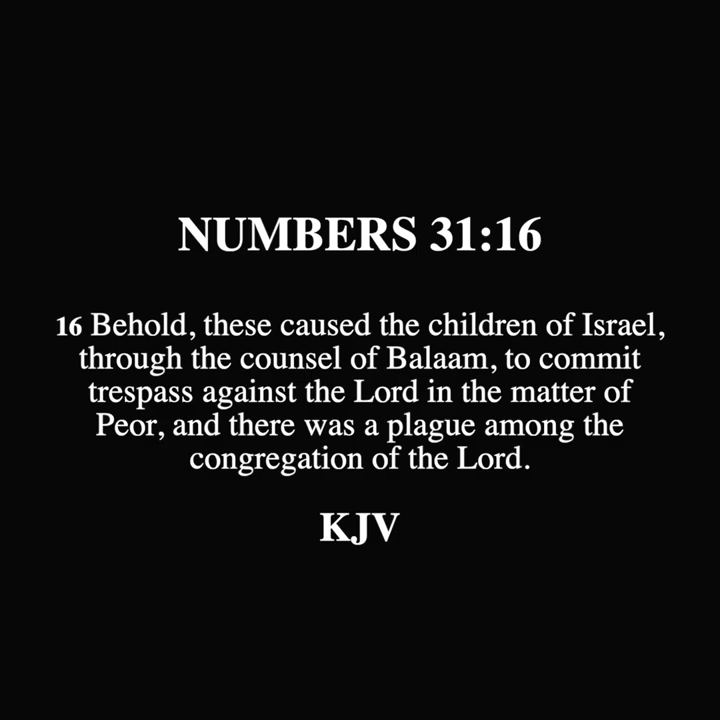 NUMBERS 31:16
16 Behold, these caused the children of Israel,
through the counsel of Balaam, to commit
trespass against the Lord in the matter of
Peor, and there was a plague among the
congregation of the Lord.
KJV